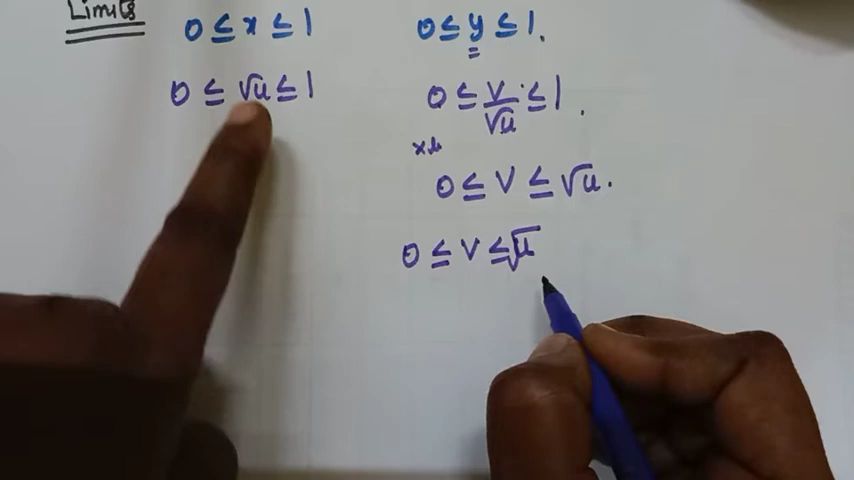 Limits
0 ≤ x ≤ 1
0 ≤ y ≤ 1.
0 ≤ √u ≤ 1
0 ≤ v/√u ≤ 1.
0 ≤ v ≤ √u.
0 ≤ v ≤ √u